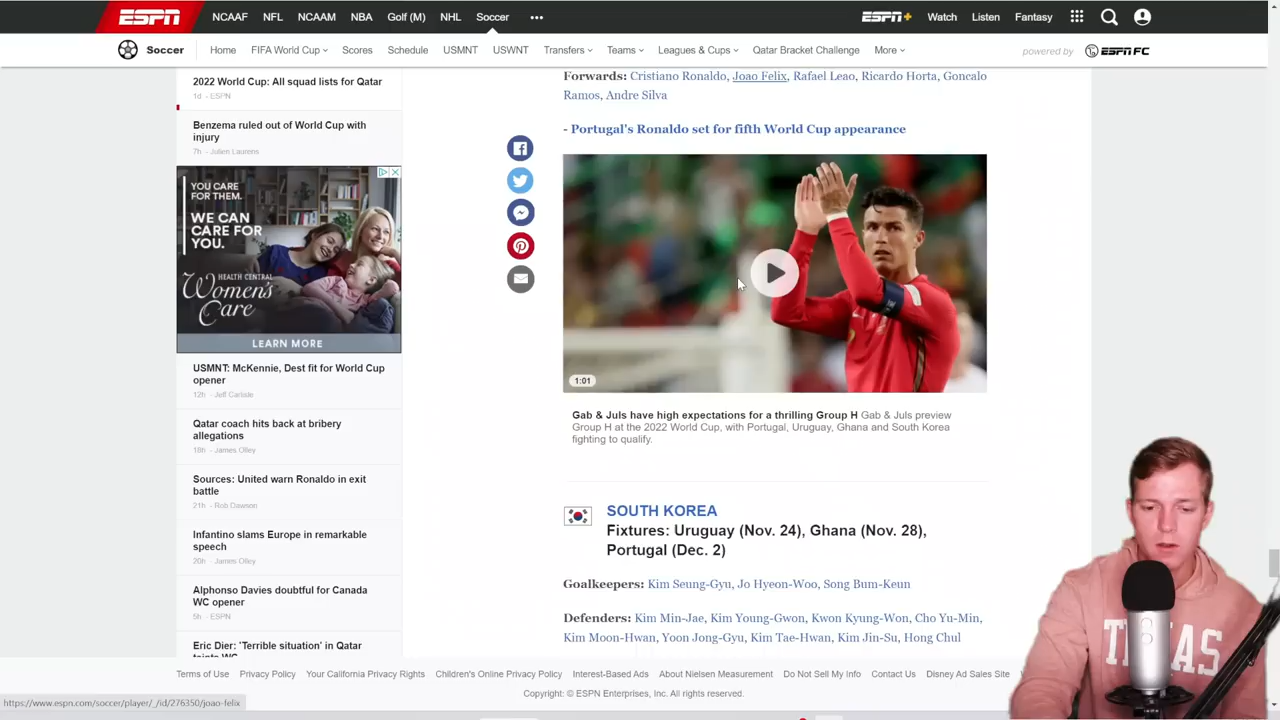 ESPN NCAAF NFL NCAAM NBA Golf (M) NHL Soccer ESPN+ Watch Listen Fantasy
Soccer Home FIFA World Cup Scores Schedule USMNT USWNT Transfers Teams Leagues & Cups Qatar Bracket Challenge More powered by ESPN FC
2022 World Cup: All squad lists for Qatar
1d - ESPN
Benzema ruled out of World Cup with
injury
7h - Julien Laurens
YOU CARE
FOR THEM.
WE CAN
CARE FOR
YOU.
HEALTH CENTRAL
Women's
Care
LEARN MORE
USMNT: McKennie, Dest fit for World Cup
opener
12h - Jeff Carlisle
Qatar coach hits back at bribery
allegations
18h - James Olley
Sources: United warn Ronaldo in exit
battle
21h - Rob Dawson
Infantino slams Europe in remarkable
speech
20h - James Olley
Alphonso Davies doubtful for Canada
WC opener
5h - ESPN
Eric Dier: 'Terrible situation' in Qatar
Forwards: Cristiano Ronaldo, Joao Felix, Rafael Leao, Ricardo Horta, Goncalo
Ramos, Andre Silva
- Portugal's Ronaldo set for fifth World Cup appearance
1:01
Gab & Juls have high expectations for a thrilling Group H Gab & Juls preview
Group H at the 2022 World Cup, with Portugal, Uruguay, Ghana and South Korea
fighting to qualify.
SOUTH KOREA
Fixtures: Uruguay (Nov. 24), Ghana (Nov. 28),
Portugal (Dec. 2)
Goalkeepers: Kim Seung-Gyu, Jo Hyeon-Woo, Song Bum-Keun
Defenders: Kim Min-Jae, Kim Young-Gwon, Kwon Kyung-Won, Cho Yu-Min,
Kim Moon-Hwan, Yoon Jong-Gyu, Kim Tae-Hwan, Kim Jin-Su, Hong Chul
Terms of Use Privacy Policy Your California Privacy Rights Children's Online Privacy Policy Interest-Based Ads About Nielsen Measurement Do Not Sell My Info Contact Us Disney Ad Sales Site
Copyright: © ESPN Enterprises, Inc. All rights reserved.
https://www.espn.com/soccer/player/_/id/276350/joao-felix